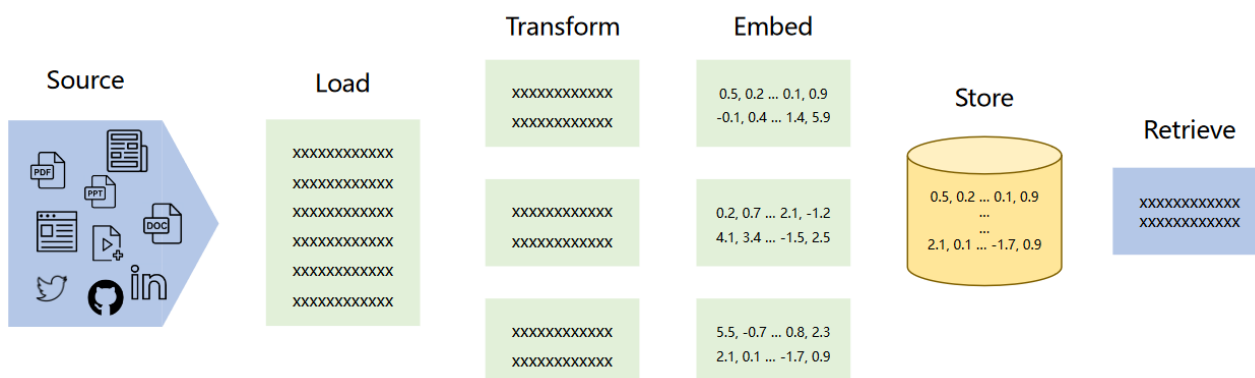 Source
PDF
PPT
DOC
in
Load
xxxxxxxxxxxx
xxxxxxxxxxxx
xxxxxxxxxxxx
xxxxxxxxxxxx
xxxxxxxxxxxx
xxxxxxxxxxxx
Transform
xxxxxxxxxxxx
xxxxxxxxxxxx
xxxxxxxxxxxx
xxxxxxxxxxxx
xxxxxxxxxxxx
xxxxxxxxxxxx
Embed
0.5, 0.2 ... 0.1, 0.9
-0.1, 0.4 ... 1.4, 5.9
0.2, 0.7 ... 2.1, -1.2
4.1, 3.4 ... -1.5, 2.5
5.5, -0.7 ... 0.8, 2.3
2.1, 0.1 ... -1.7, 0.9
Store
0.5, 0.2 ... 0.1, 0.9
...
...
2.1, 0.1 ... -1.7, 0.9
Retrieve
xxxxxxxxxxxx
xxxxxxxxxxxx